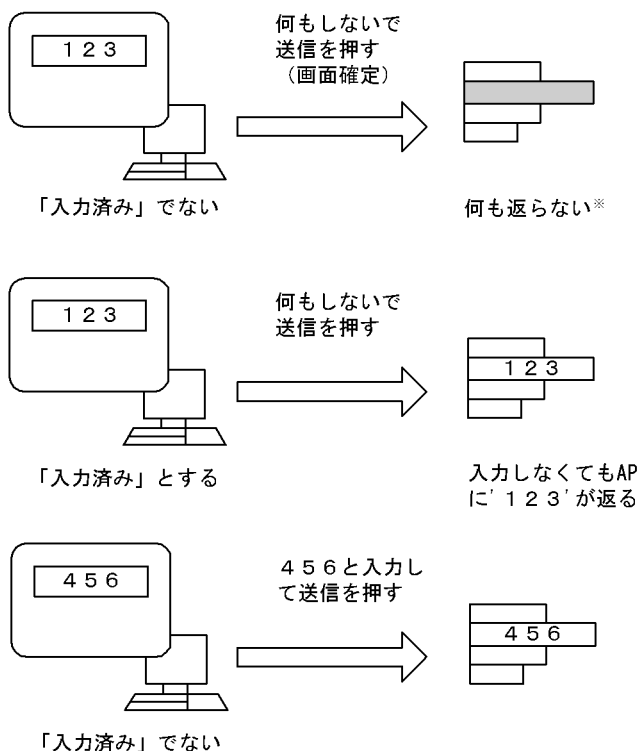 １２３
何もしないで
送信を押す
（画面確定）
「入力済み」でない
何も返らない※
１２３
何もしないで
送信を押す
１２３
「入力済み」とする
入力しなくてもAP
に'１２３'が返る
４５６
４５６と入力し
て送信を押す
４５６
「入力済み」でない